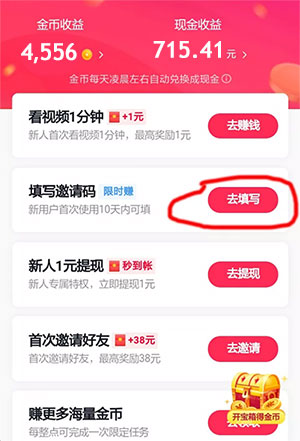 金币收益
现金收益
4,556
715.41元
金币每天凌晨左右自动兑换成现金
看视频1分钟 +1元
新人首次看视频1分钟，最高奖励1元
去赚钱
填写邀请码 限时赚
新用户首次使用10天内可填
去填写
新人1元提现 秒到帐
新人专属特权，立即提现1元
去提现
首次邀请好友 +38元
首次邀请好友，最高奖励38元
去邀请
赚更多海量金币
每整点可完成一次限定任务
开宝箱得金币